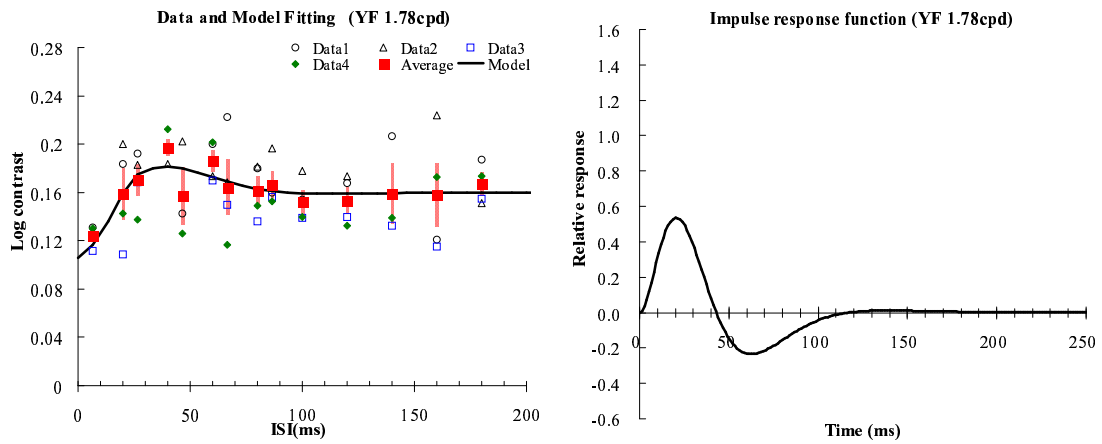 Data and Model Fitting (YF 1.78cpd)
Data1 Data2 Data3
Data4 Average Model
Log contrast
0.28
0.24
0.2
0.16
0.12
0.08
0.04
0
0 50 100 150 200
ISI(ms)
Impulse response function (YF 1.78cpd)
Relative response
1.6
1.4
1.2
1.0
0.8
0.6
0.4
0.2
0.0
-0.2
-0.4
-0.6
0 50 100 150 200 250
Time (ms)